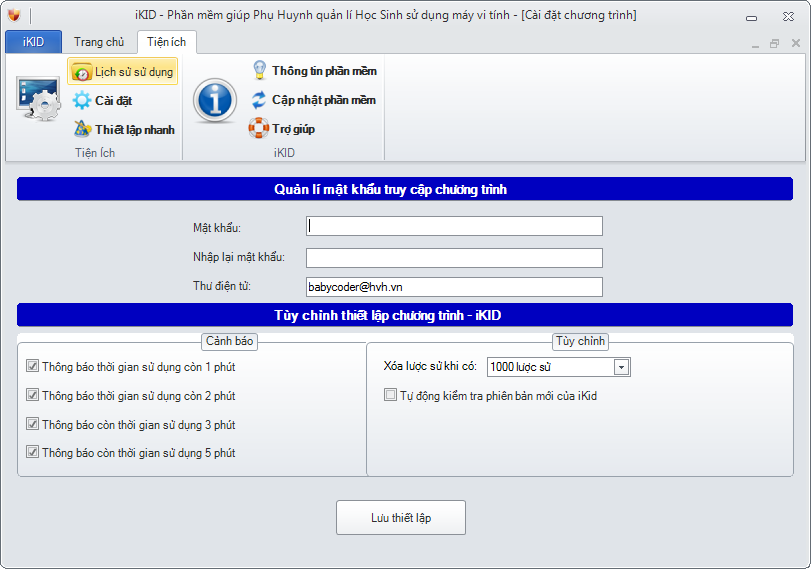 iKID - Phần mềm giúp Phụ Huynh quản lí Học Sinh sử dụng máy vi tính - [Cài đặt chương trình]
iKID Trang chủ Tiện ích
Lịch sử sử dụng
Cài đặt
Thiết lập nhanh
Tiện Ích
Thông tin phần mềm
Cập nhật phần mềm
Trợ giúp
iKID
Quản lí mật khẩu truy cập chương trình
Mật khẩu:
Nhập lại mật khẩu:
Thư điện tử: babycoder@hvh.vn
Tùy chỉnh thiết lập chương trình - iKID
Cảnh báo
Thông báo thời gian sử dụng còn 1 phút
Thông báo thời gian sử dụng còn 2 phút
Thông báo còn thời gian sử dụng 3 phút
Thông báo còn thời gian sử dụng 5 phút
Tùy chỉnh
Xóa lược sử khi có: 1000 lược sử
Tự động kiểm tra phiên bản mới của iKid
Lưu thiết lập